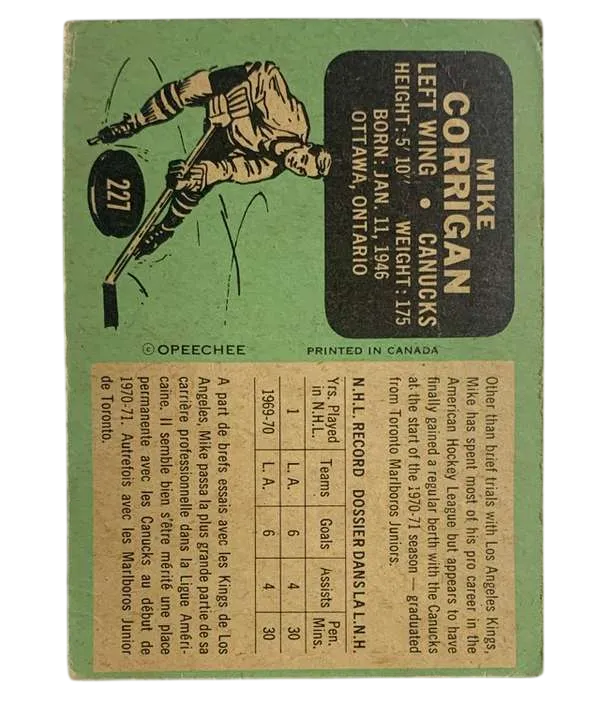 MIKE
CORRIGAN
LEFT WING • CANUCKS
HEIGHT: 5' 10" WEIGHT: 175
BORN: JAN. 11, 1946
OTTAWA, ONTARIO
227
© OPEECHEE
PRINTED IN CANADA
Other than brief trials with Los Angeles Kings,
Mike has spent most of his pro career in the
American Hockey League but appears to have
finally gained a regular berth with the Canucks
at the start of the 1970-71 season — graduated
from Toronto Marlboros Juniors.
N.H.L. RECORD DOSSIER DANS LA L.N.H.
Yrs. Played in N.H.L. Teams Goals Assists Pen. Mins.
1 L. A. 6 4 30
1969-70 L. A. 6 4 30
A part de brefs essais avec les Kings de Los
Angeles, Mike passa la plus grande partie de sa
carrière professionnelle dans la Ligue Améri-
caine. Il semble bien s'être mérité une place
permanente avec les Canucks au début de
1970-71. Autrefois avec les Marlboros Junior
de Toronto.